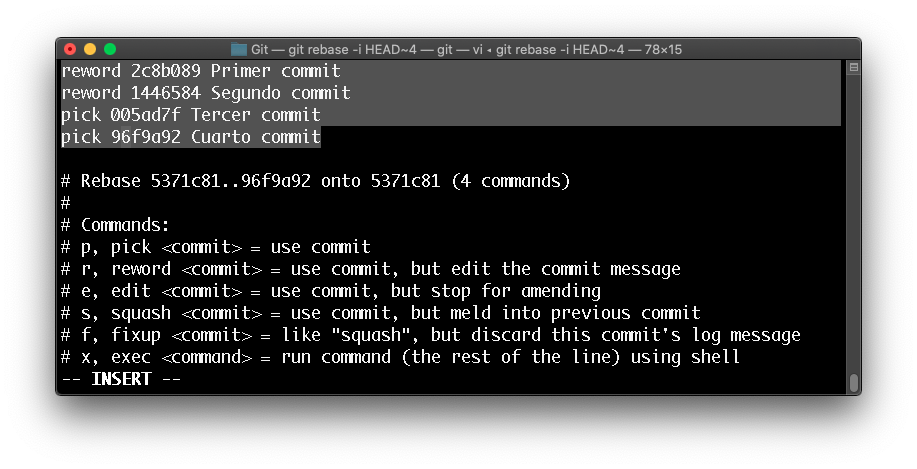 Git — git rebase -i HEAD~4 — git — vi ◂ git rebase -i HEAD~4 — 78×15
reword 2c8b089 Primer commit
reword 1446584 Segundo commit
pick 005ad7f Tercer commit
pick 96f9a92 Cuarto commit
# Rebase 5371c81..96f9a92 onto 5371c81 (4 commands)
#
# Commands:
# p, pick <commit> = use commit
# r, reword <commit> = use commit, but edit the commit message
# e, edit <commit> = use commit, but stop for amending
# s, squash <commit> = use commit, but meld into previous commit
# f, fixup <commit> = like "squash", but discard this commit's log message
# x, exec <command> = run command (the rest of the line) using shell
-- INSERT --